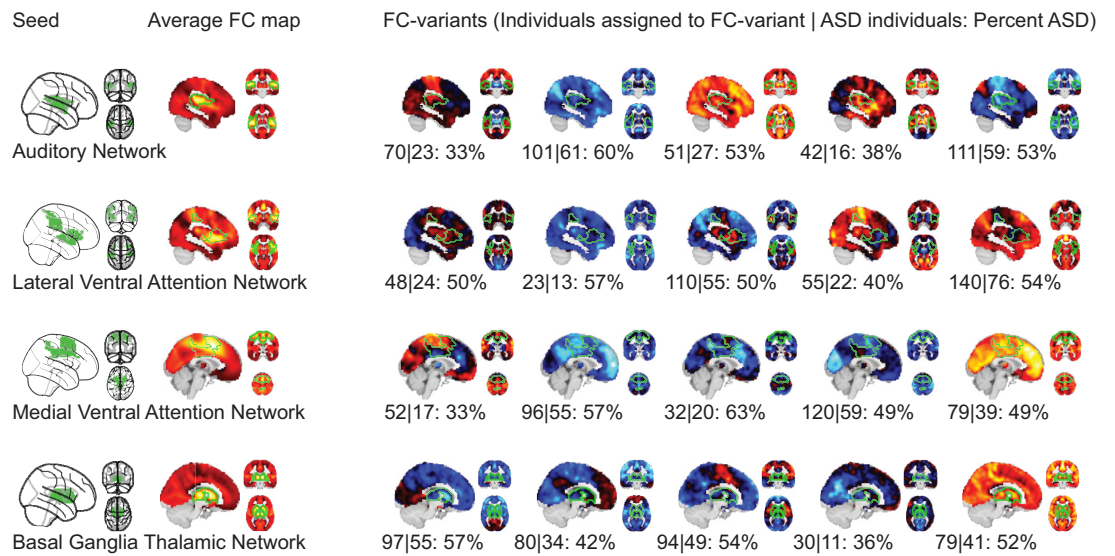 Seed Average FC map FC-variants (Individuals assigned to FC-variant | ASD individuals: Percent ASD)
Auditory Network 70|23: 33% 101|61: 60% 51|27: 53% 42|16: 38% 111|59: 53%
Lateral Ventral Attention Network 48|24: 50% 23|13: 57% 110|55: 50% 55|22: 40% 140|76: 54%
Medial Ventral Attention Network 52|17: 33% 96|55: 57% 32|20: 63% 120|59: 49% 79|39: 49%
Basal Ganglia Thalamic Network 97|55: 57% 80|34: 42% 94|49: 54% 30|11: 36% 79|41: 52%